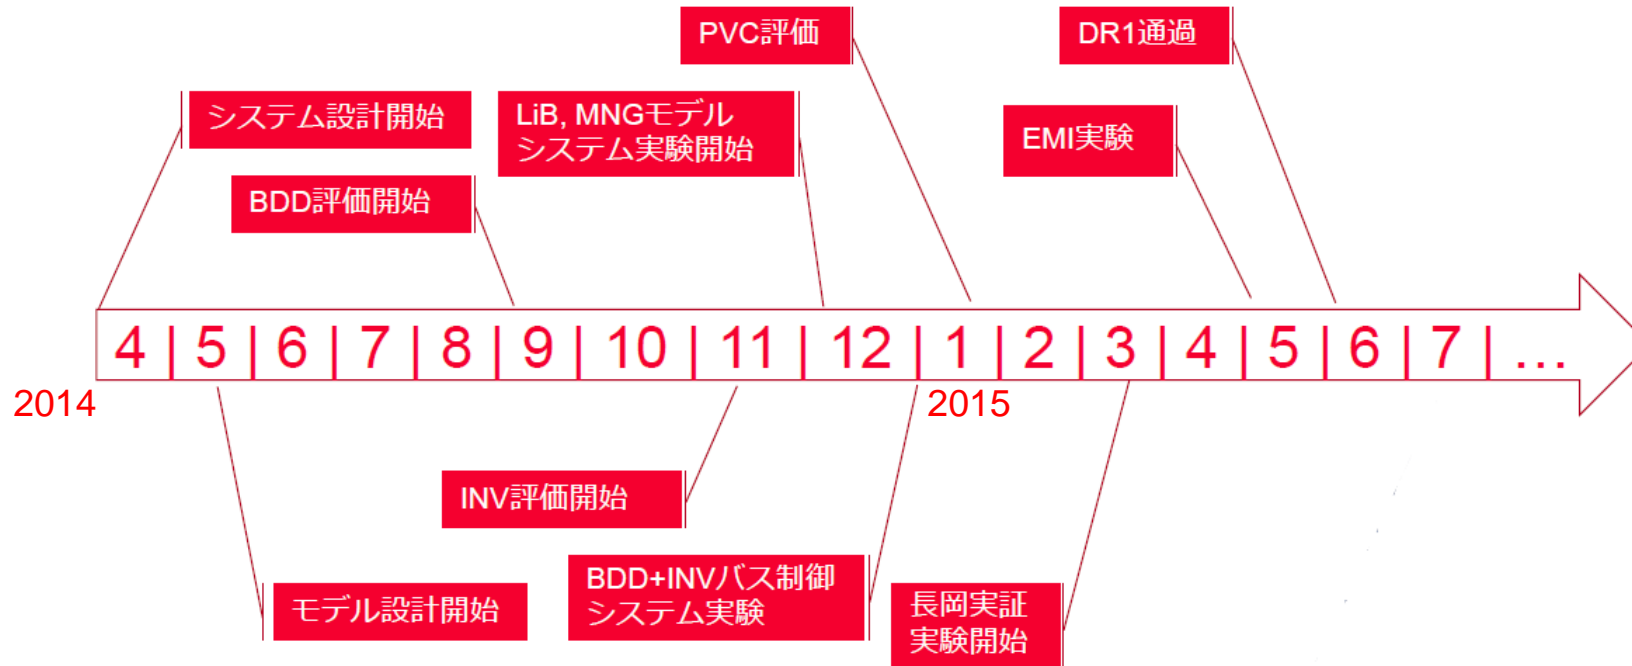 PVC評価
DR1通過
システム設計開始
LiB, MNGモデル
システム実験開始
EMI実験
BDD評価開始
4 | 5 | 6 | 7 | 8 | 9 | 10 | 11 | 12 | 1 | 2 | 3 | 4 | 5 | 6 | 7 | ...
2014
2015
INV評価開始
モデル設計開始
BDD+INVバス制御
システム実験
長岡実証
実験開始